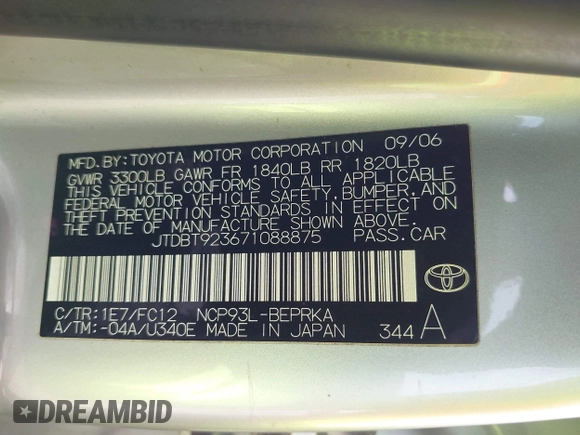 MFD.BY:TOYOTA MOTOR CORPORATION 09/06
GVWR 3300LB GAWR FR 1840LB RR 1820LB
THIS VEHICLE CONFORMS TO ALL APPLICABLE
FEDERAL MOTOR VEHICLE SAFETY,BUMPER,AND
THEFT PREVENTION STANDARDS IN EFFECT ON
THE DATE OF MANUFACTURE SHOWN ABOVE.
JTDBT923671088875 PASS.CAR
C/TR:1E7/FC12 NCP93L-BEPRKA
A/TM:-04A/U340E MADE IN JAPAN 344 A
DREAMBID